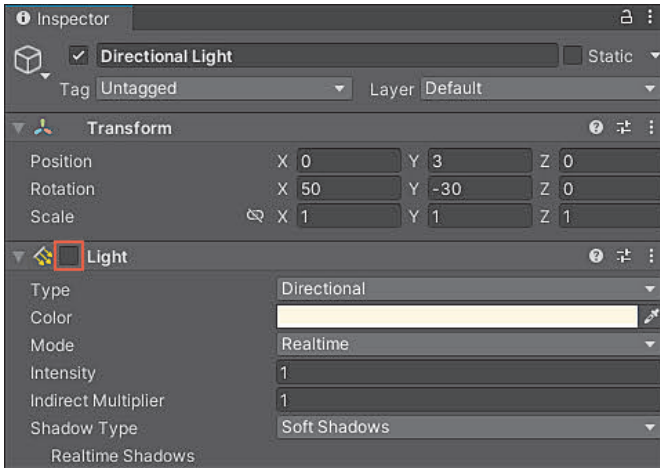 Inspector
Directional Light Static
Tag Untagged Layer Default
Transform
Position X 0 Y 3 Z 0
Rotation X 50 Y -30 Z 0
Scale X 1 Y 1 Z 1
Light
Type Directional
Color
Mode Realtime
Intensity 1
Indirect Multiplier 1
Shadow Type Soft Shadows
Realtime Shadows